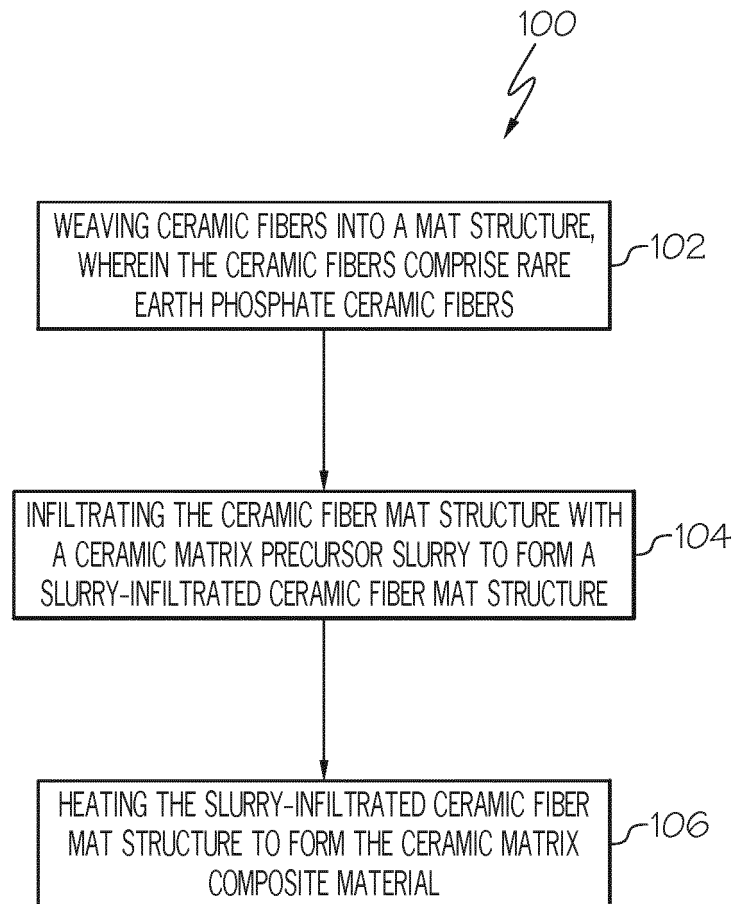 100
WEAVING CERAMIC FIBERS INTO A MAT STRUCTURE,
WHEREIN THE CERAMIC FIBERS COMPRISE RARE
EARTH PHOSPHATE CERAMIC FIBERS
102
INFILTRATING THE CERAMIC FIBER MAT STRUCTURE WITH
A CERAMIC MATRIX PRECURSOR SLURRY TO FORM A
SLURRY-INFILTRATED CERAMIC FIBER MAT STRUCTURE
104
HEATING THE SLURRY-INFILTRATED CERAMIC FIBER
MAT STRUCTURE TO FORM THE CERAMIC MATRIX
COMPOSITE MATERIAL
106